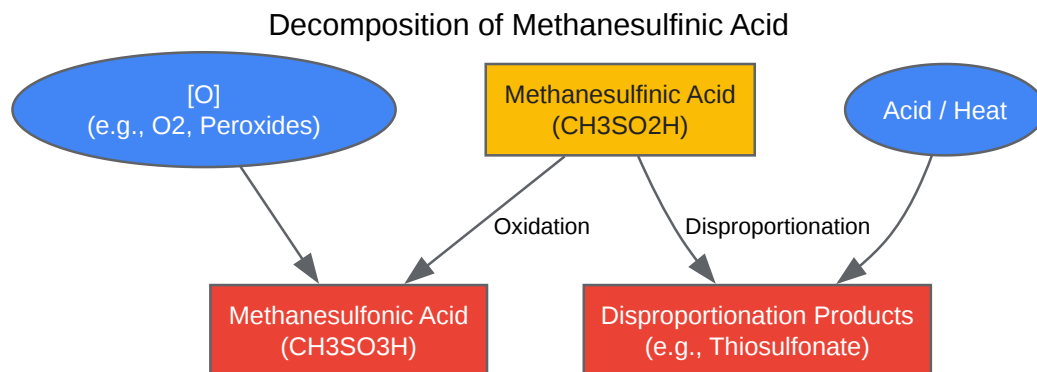 Decomposition of Methanesulfinic Acid
[O]
(e.g., O2, Peroxides)
Methanesulfinic Acid
(CH3SO2H)
Acid / Heat
Oxidation
Disproportionation
Methanesulfonic Acid
(CH3SO3H)
Disproportionation Products
(e.g., Thiosulfonate)